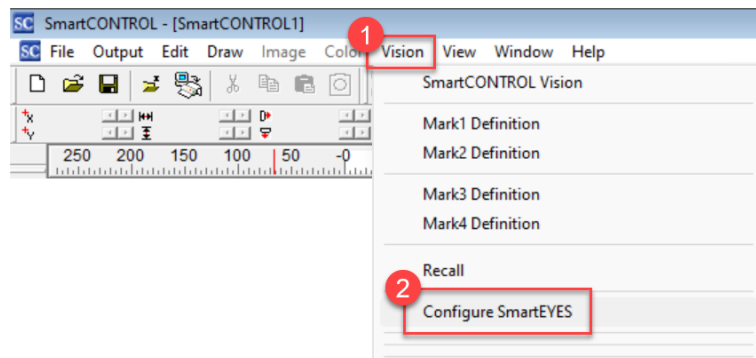 SC SmartCONTROL - [SmartCONTROL1]
1
SC File Output Edit Draw Image Color Vision View Window Help
SmartCONTROL Vision
+x
+y
Mark1 Definition
250 200 150 100 50 -0
Mark2 Definition
Mark3 Definition
Mark4 Definition
Recall
2
Configure SmartEYES